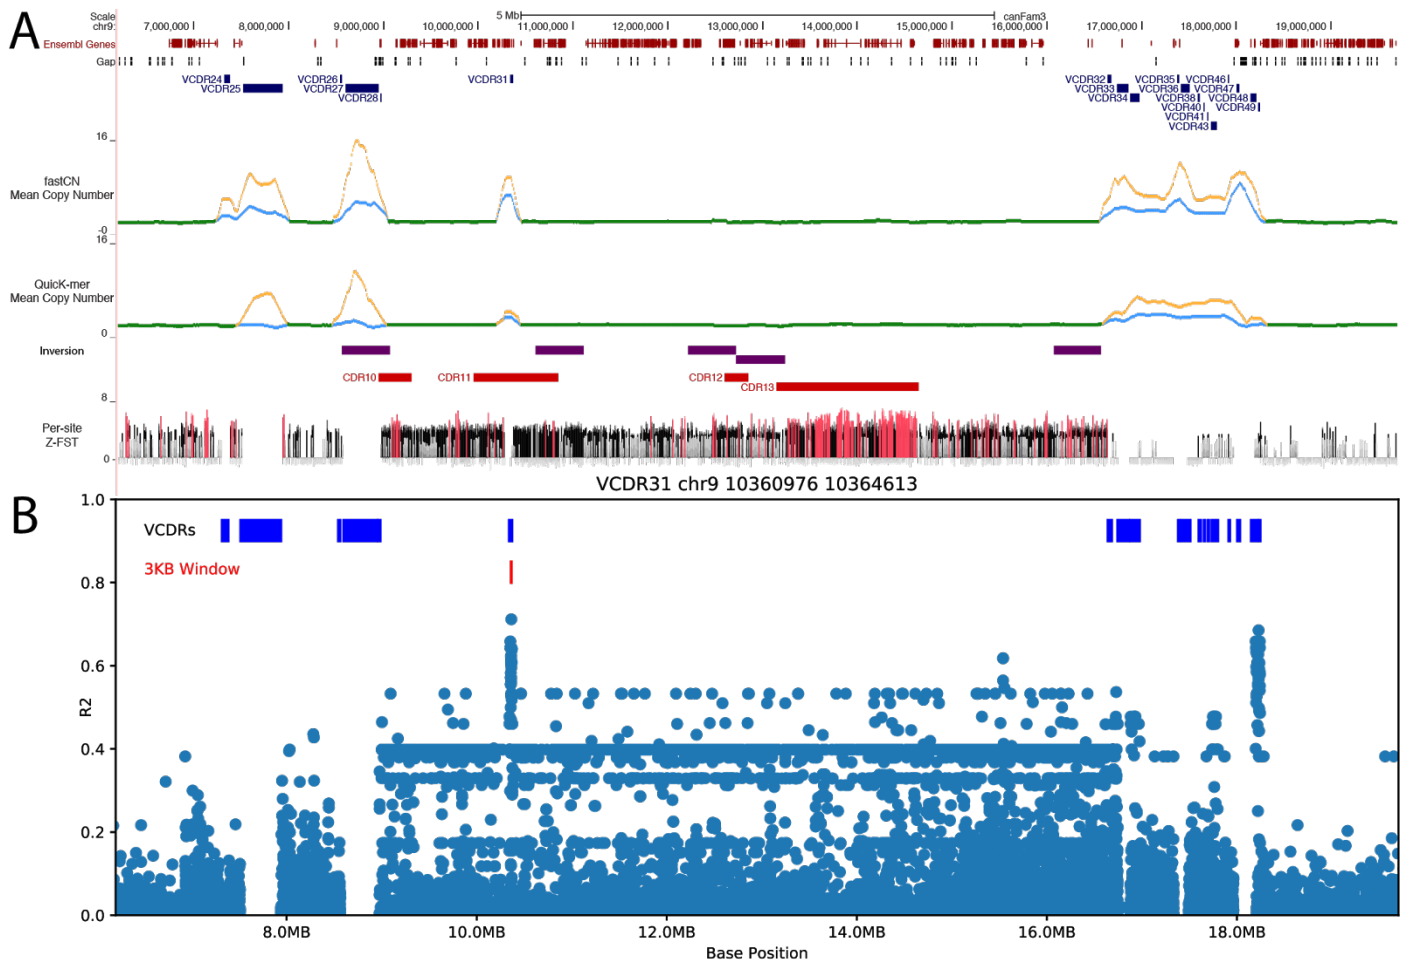 A
Scale
5 Mb
canFam3
chr9:
7,000,000
8,000,000
9,000,000
10,000,000
11,000,000
12,000,000
13,000,000
14,000,000
15,000,000
16,000,000
17,000,000
18,000,000
19,000,000
Ensembl Genes
Gap
VCDR24
VCDR26
VCDR31
VCDR32
VCDR35
VCDR46
VCDR25
VCDR27
VCDR33
VCDR36
VCDR47
VCDR28
VCDR34
VCDR38
VCDR48
VCDR40
VCDR49
VCDR41
VCDR43
16
fastCN
Mean Copy Number
-0
16
QuicK-mer
Mean Copy Number
0
Inversion
CDR10
CDR11
CDR12
CDR13
8
Per-site
Z-FST
0
VCDR31 chr9 10360976 10364613
B
1.0
VCDRs
3KB Window
0.8
0.6
R2
0.4
0.2
0.0
8.0MB
10.0MB
12.0MB
14.0MB
16.0MB
18.0MB
Base Position